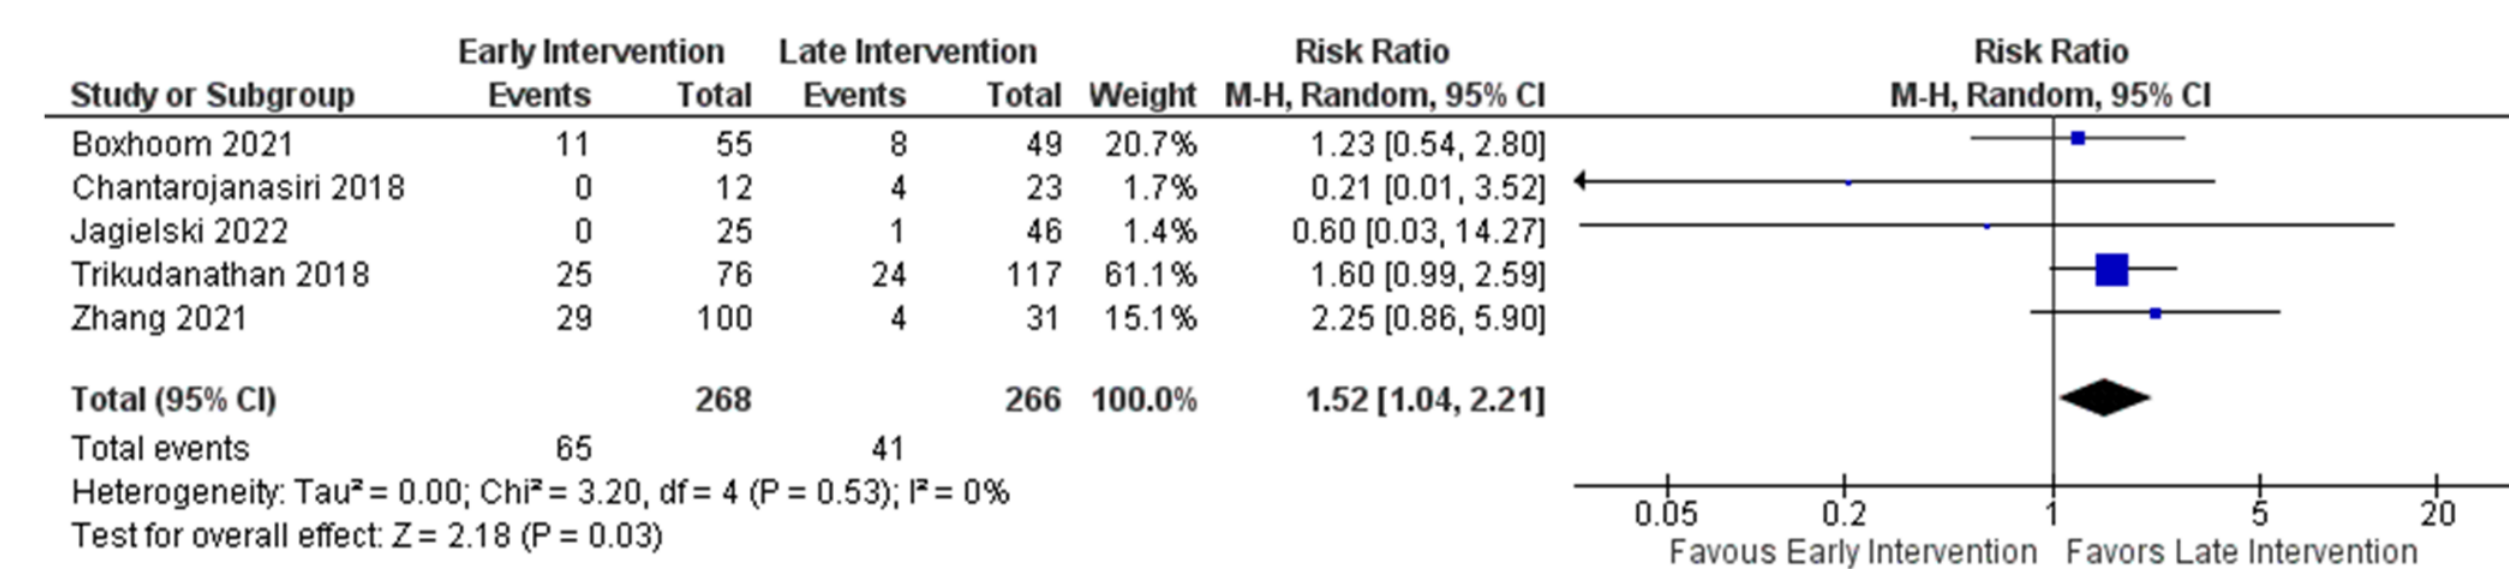 Early Intervention Late Intervention Risk Ratio Risk Ratio
Study or Subgroup Events Total Events Total Weight M-H, Random, 95% CI M-H, Random, 95% CI
Boxhoom 2021 11 55 8 49 20.7% 1.23 [0.54, 2.80]
Chantarojanasiri 2018 0 12 4 23 1.7% 0.21 [0.01, 3.52]
Jagielski 2022 0 25 1 46 1.4% 0.60 [0.03, 14.27]
Trikudanathan 2018 25 76 24 117 61.1% 1.60 [0.99, 2.59]
Zhang 2021 29 100 4 31 15.1% 2.25 [0.86, 5.90]
Total (95% CI) 268 266 100.0% 1.52 [1.04, 2.21]
Total events 65 41
Heterogeneity: Tau² = 0.00; Chi² = 3.20, df = 4 (P = 0.53); I² = 0%
Test for overall effect: Z = 2.18 (P = 0.03)
0.05 0.2 1 5 20
Favous Early Intervention Favors Late Intervention